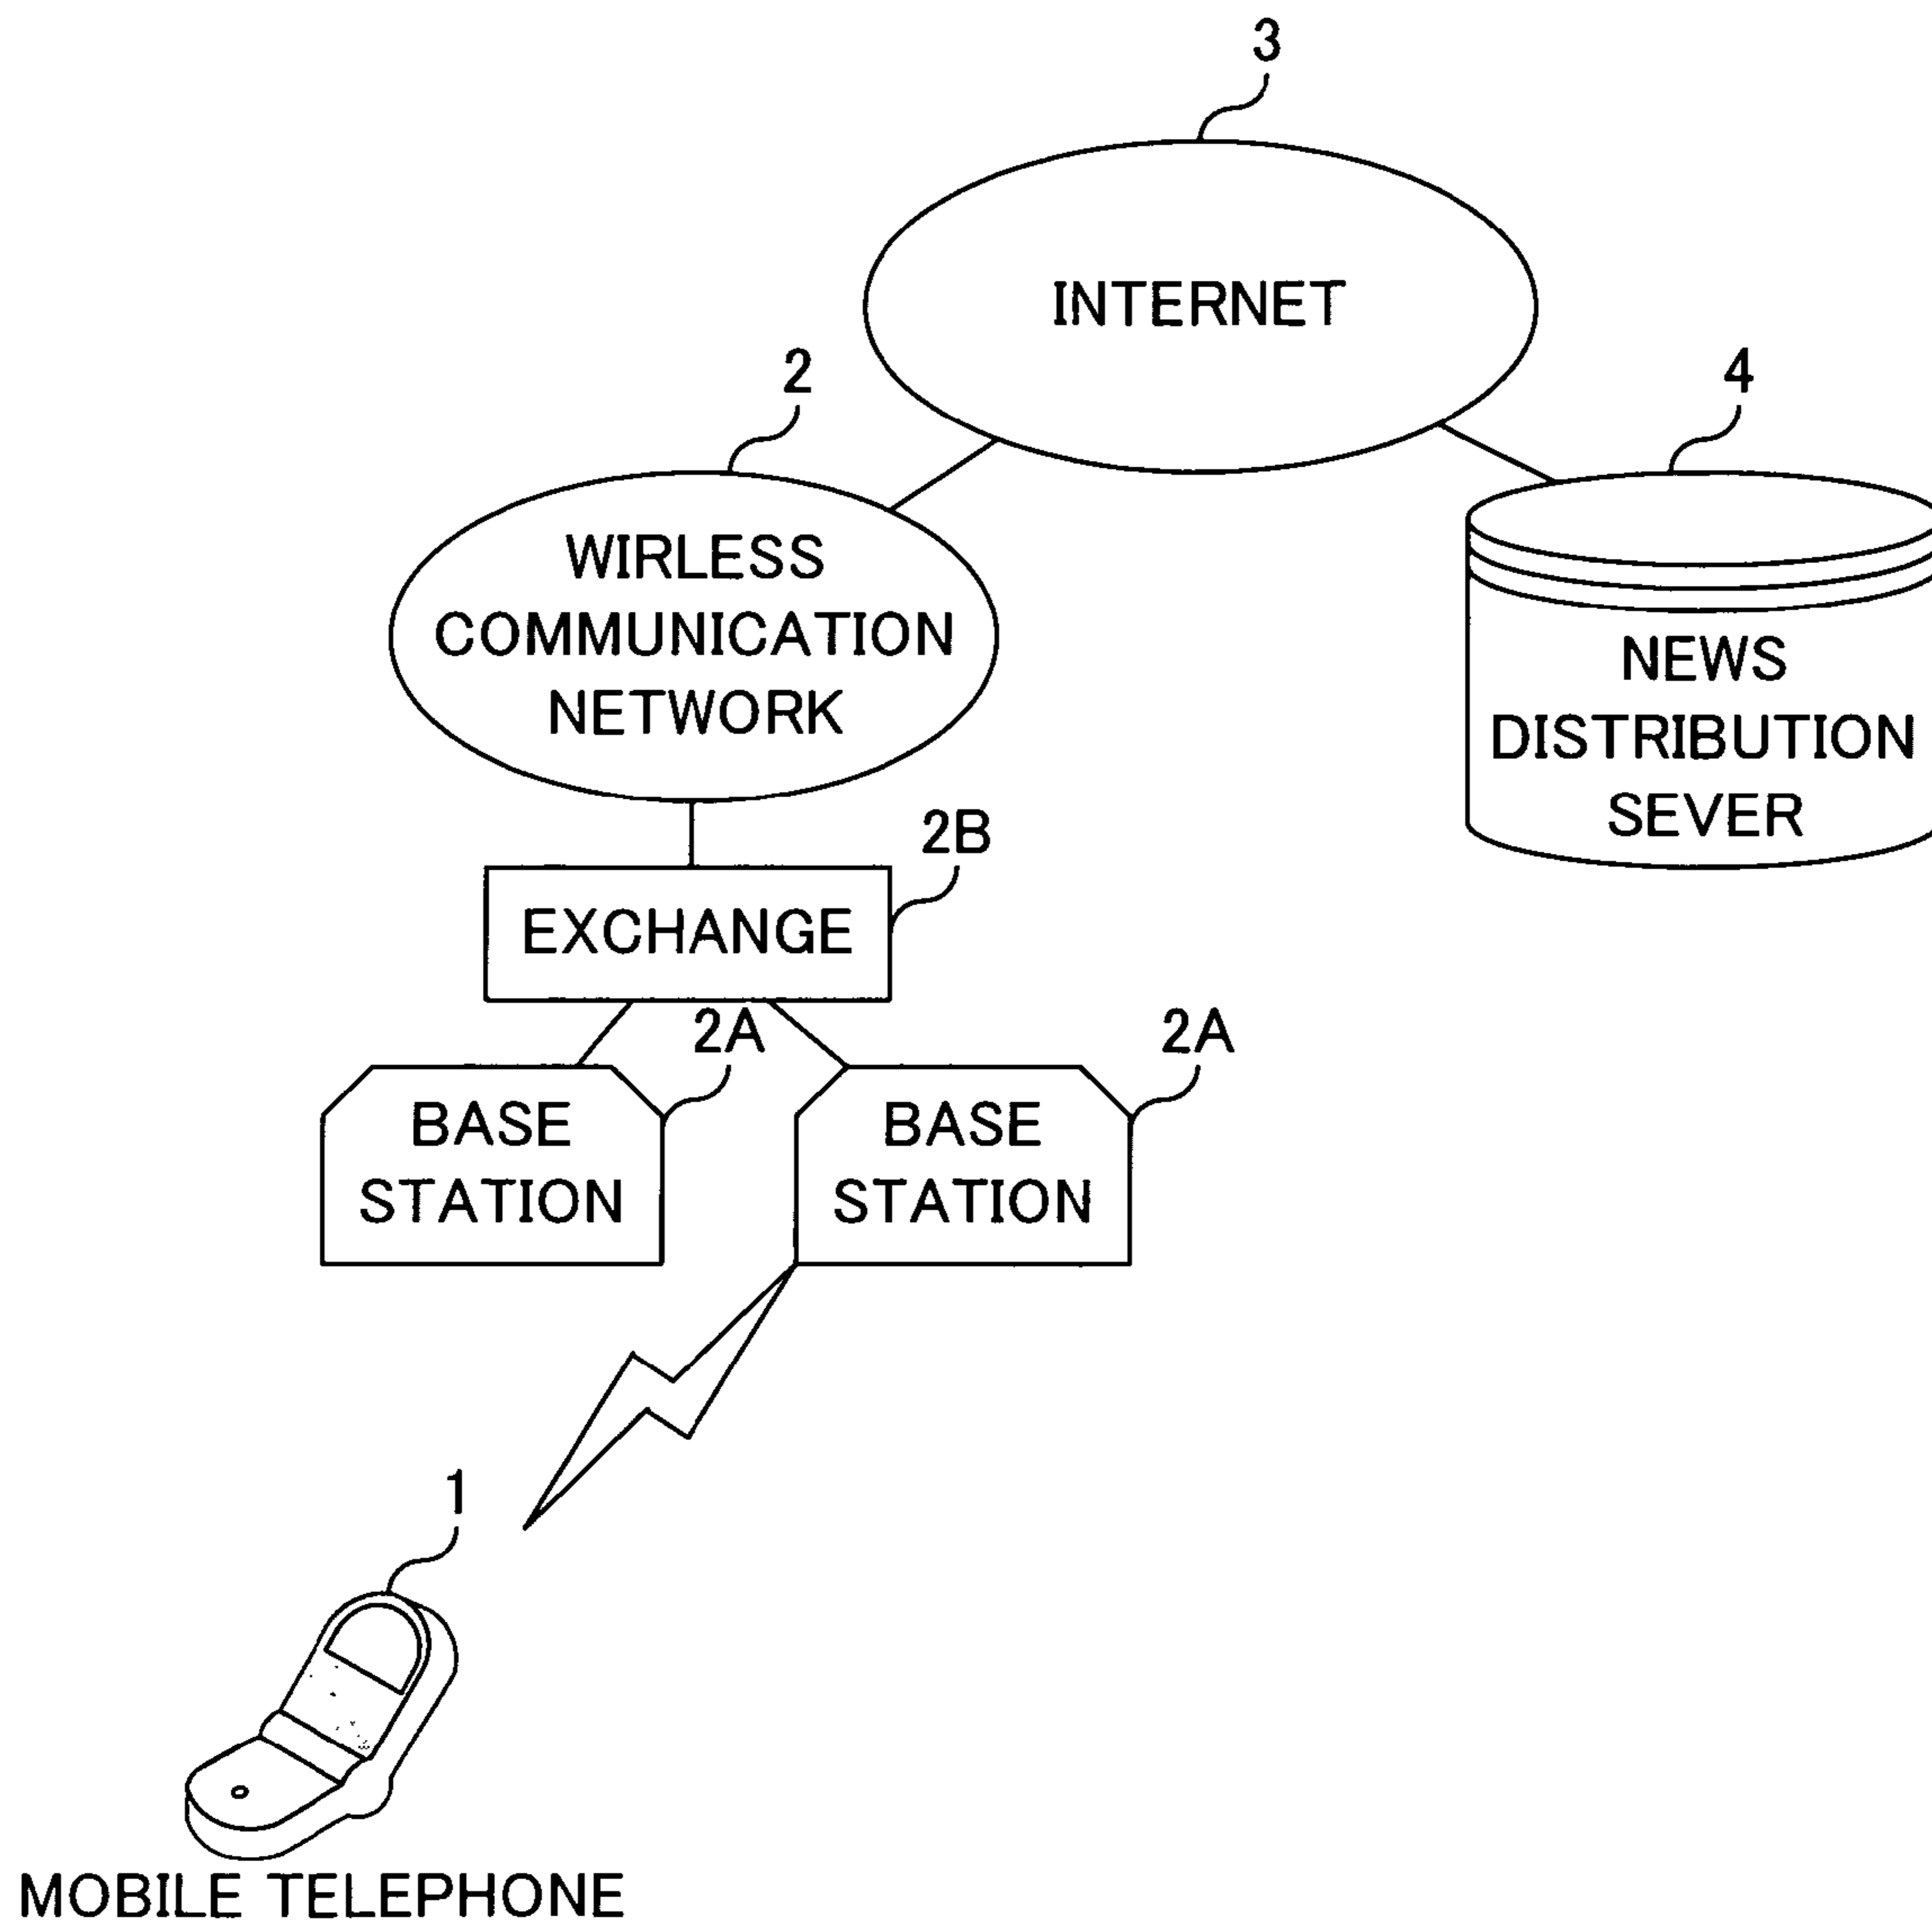 3
INTERNET
2
4
WIRLESS
COMMUNICATION
NETWORK
NEWS
DISTRIBUTION
SEVER
2B
EXCHANGE
2A
2A
BASE
STATION
BASE
STATION
1
MOBILE TELEPHONE